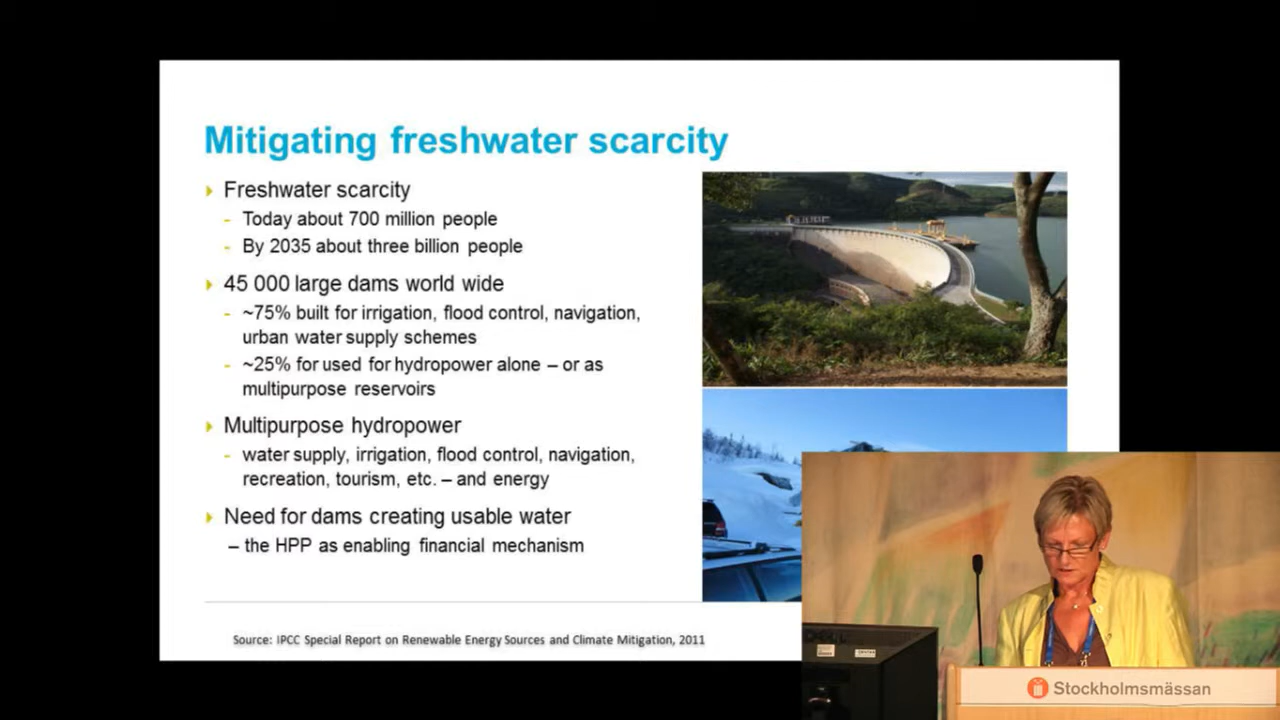 Mitigating freshwater scarcity
Freshwater scarcity
- Today about 700 million people
- By 2035 about three billion people
45 000 large dams world wide
- ~75% built for irrigation, flood control, navigation,
urban water supply schemes
- ~25% for used for hydropower alone – or as
multipurpose reservoirs
Multipurpose hydropower
- water supply, irrigation, flood control, navigation,
recreation, tourism, etc. – and energy
Need for dams creating usable water
– the HPP as enabling financial mechanism
Source: IPCC Special Report on Renewable Energy Sources and Climate Mitigation, 2011
DELL
Stockholmsmässan